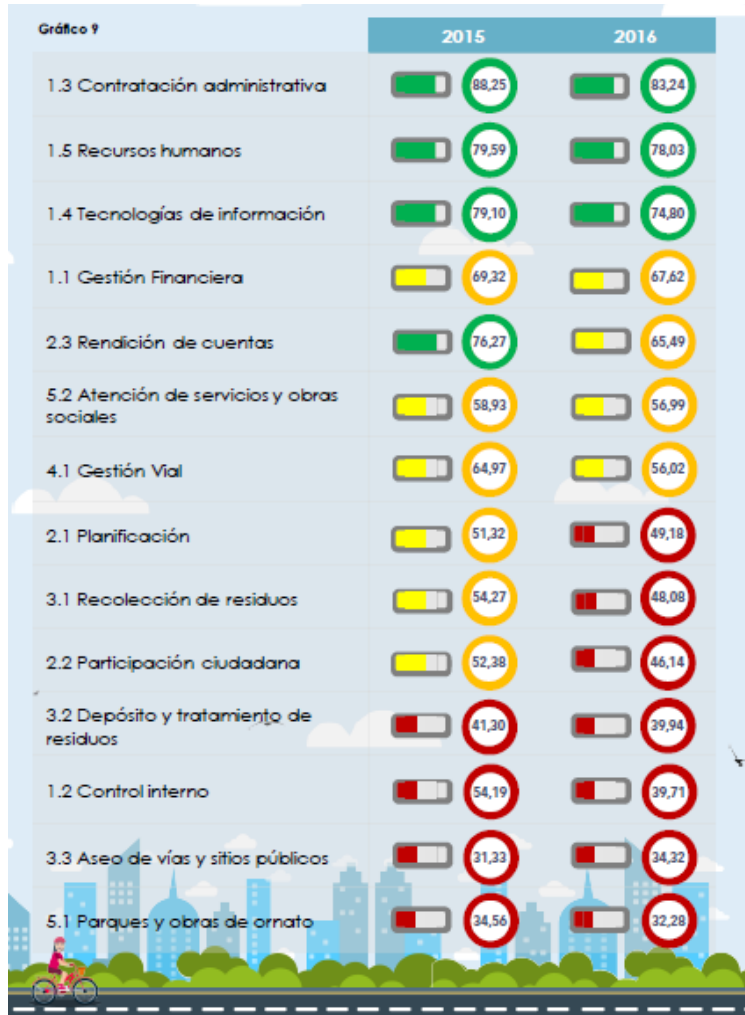 Gráfico 9
2015 2016
1.3 Contratación administrativa 88,25 83,24
1.5 Recursos humanos 79,59 78,03
1.4 Tecnologías de información 79,10 74,80
1.1 Gestión Financiera 69,32 67,62
2.3 Rendición de cuentas 76,27 65,49
5.2 Atención de servicios y obras
sociales 58,93 56,99
4.1 Gestión Vial 64,97 56,02
2.1 Planificación 51,32 49,18
3.1 Recolección de residuos 54,27 48,08
2.2 Participación ciudadana 52,38 46,14
3.2 Depósito y tratamiento de
residuos 41,30 39,94
1.2 Control interno 54,19 39,71
3.3 Aseo de vías y sitios públicos 31,33 34,32
5.1 Parques y obras de ornato 34,56 32,28